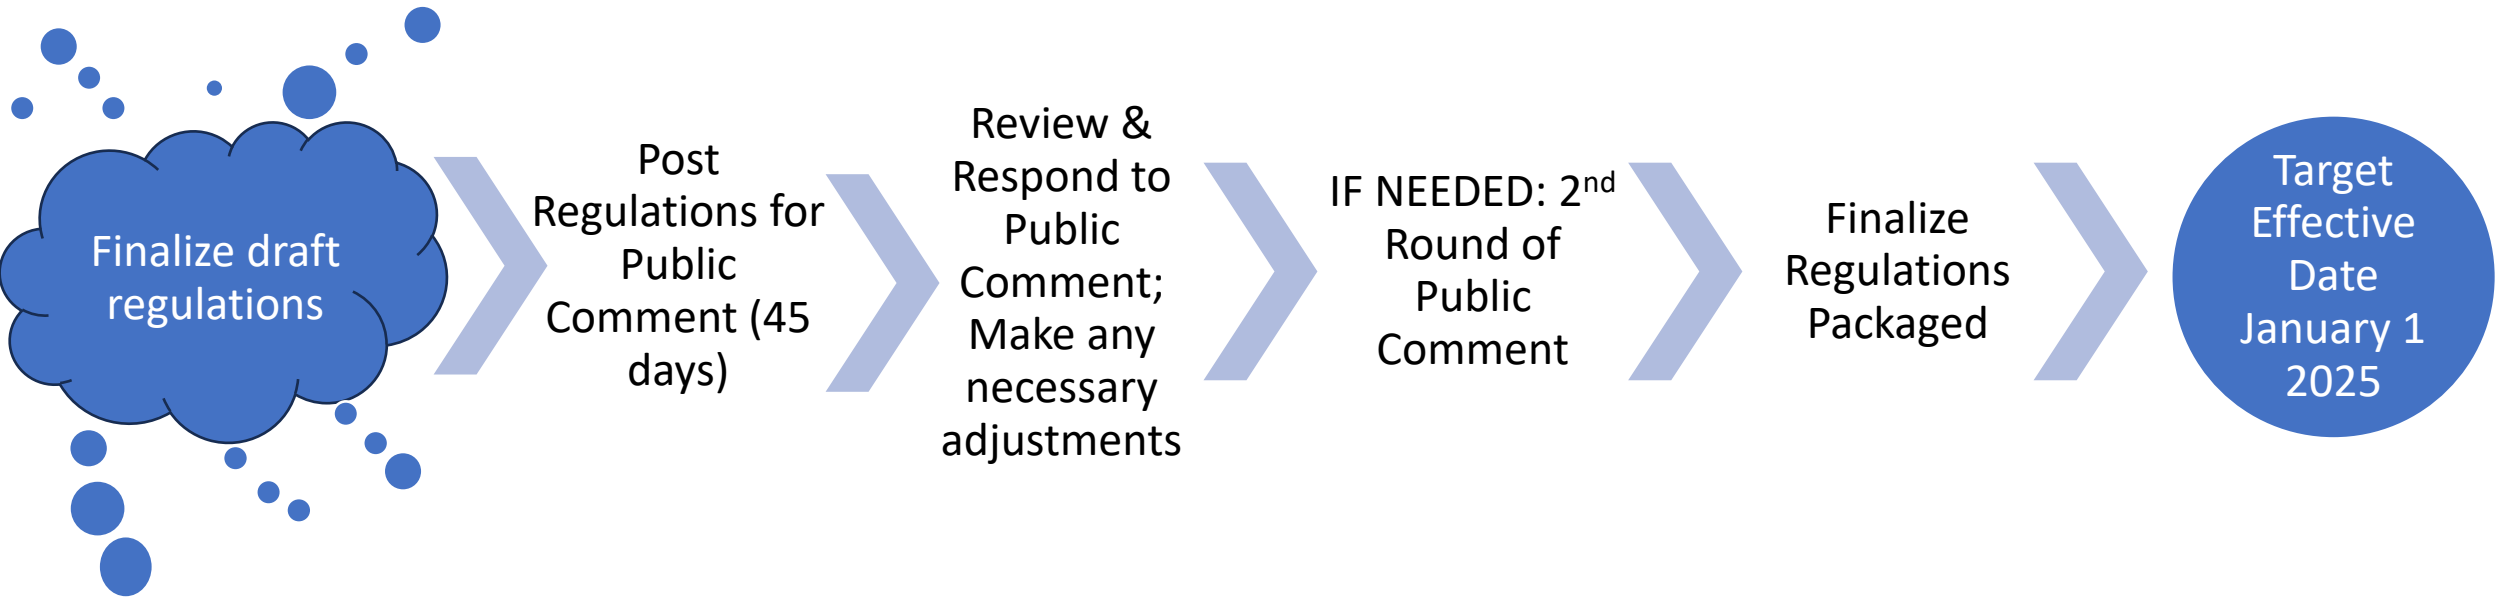 Finalize draft
regulations
Post
Regulations for
Public
Comment (45
days)
Review &
Respond to
Public
Comment;
Make any
necessary
adjustments
IF NEEDED: 2nd
Round of
Public
Comment
Finalize
Regulations
Packaged
Target
Effective
Date
January 1
2025